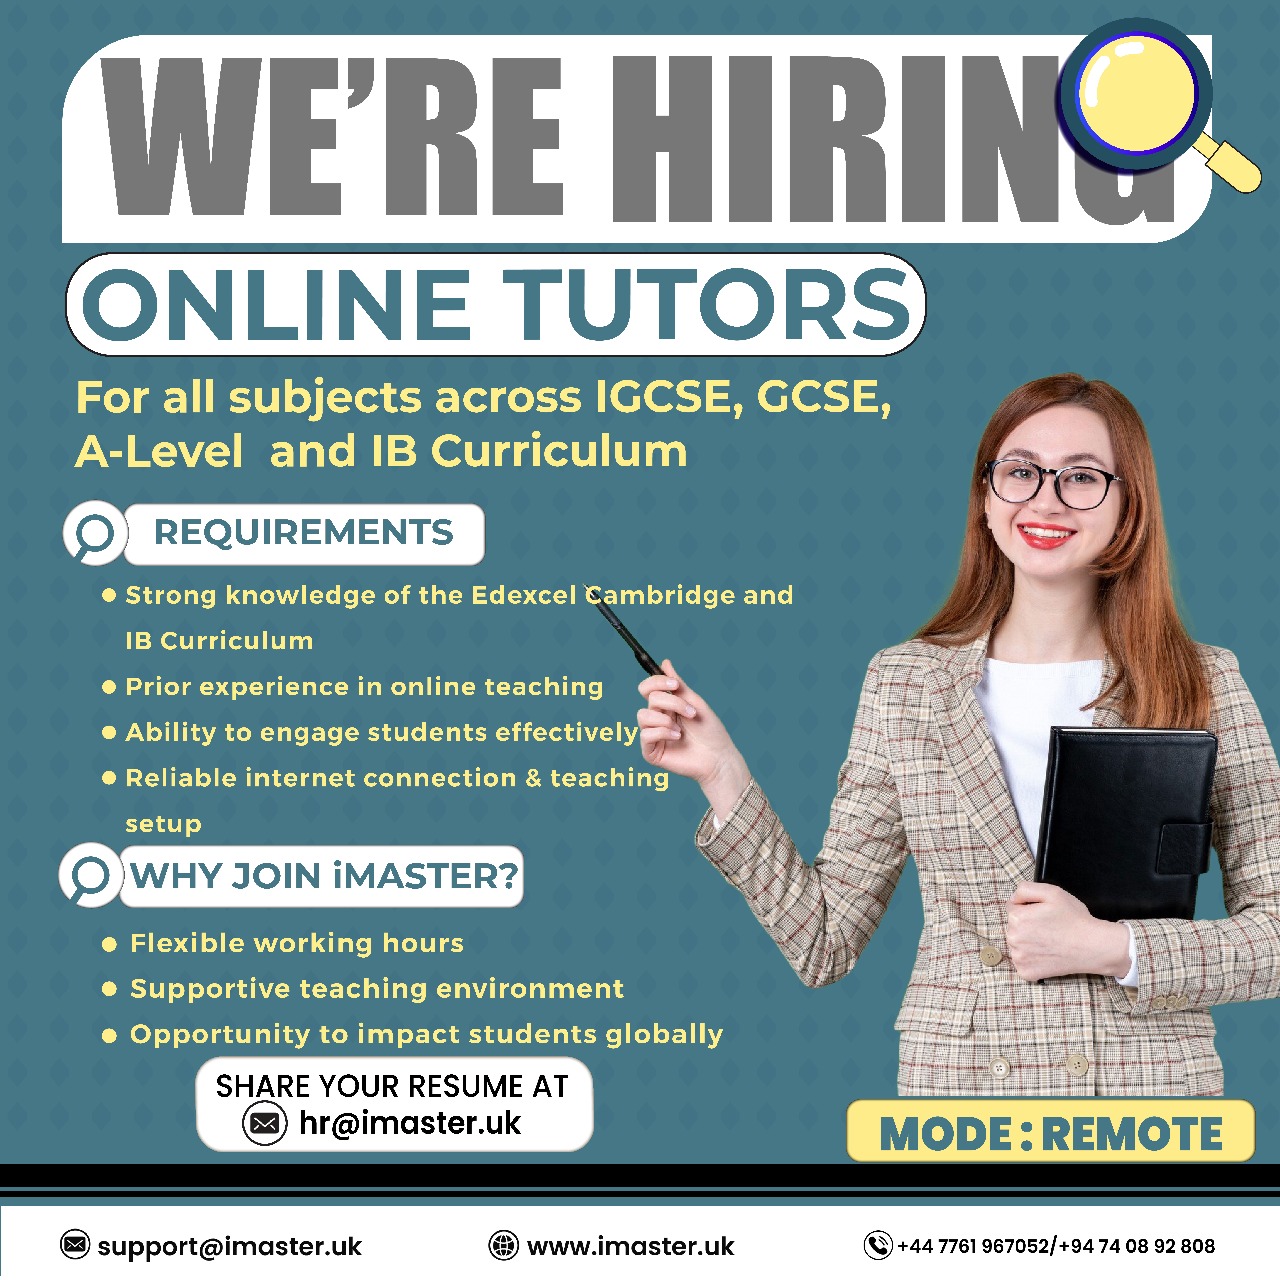 WE'RE HIRING
ONLINE TUTORS
For all subjects across IGCSE, GCSE,
A-Level and IB Curriculum
REQUIREMENTS
Strong knowledge of the Edexcel Cambridge and
IB Curriculum
Prior experience in online teaching
Ability to engage students effectively
Reliable internet connection & teaching
setup
WHY JOIN iMASTER?
Flexible working hours
Supportive teaching environment
Opportunity to impact students globally
SHARE YOUR RESUME AT
hr@imaster.uk
MODE : REMOTE
support@imaster.uk
www.imaster.uk
+44 7761 967052/+94 74 08 92 808